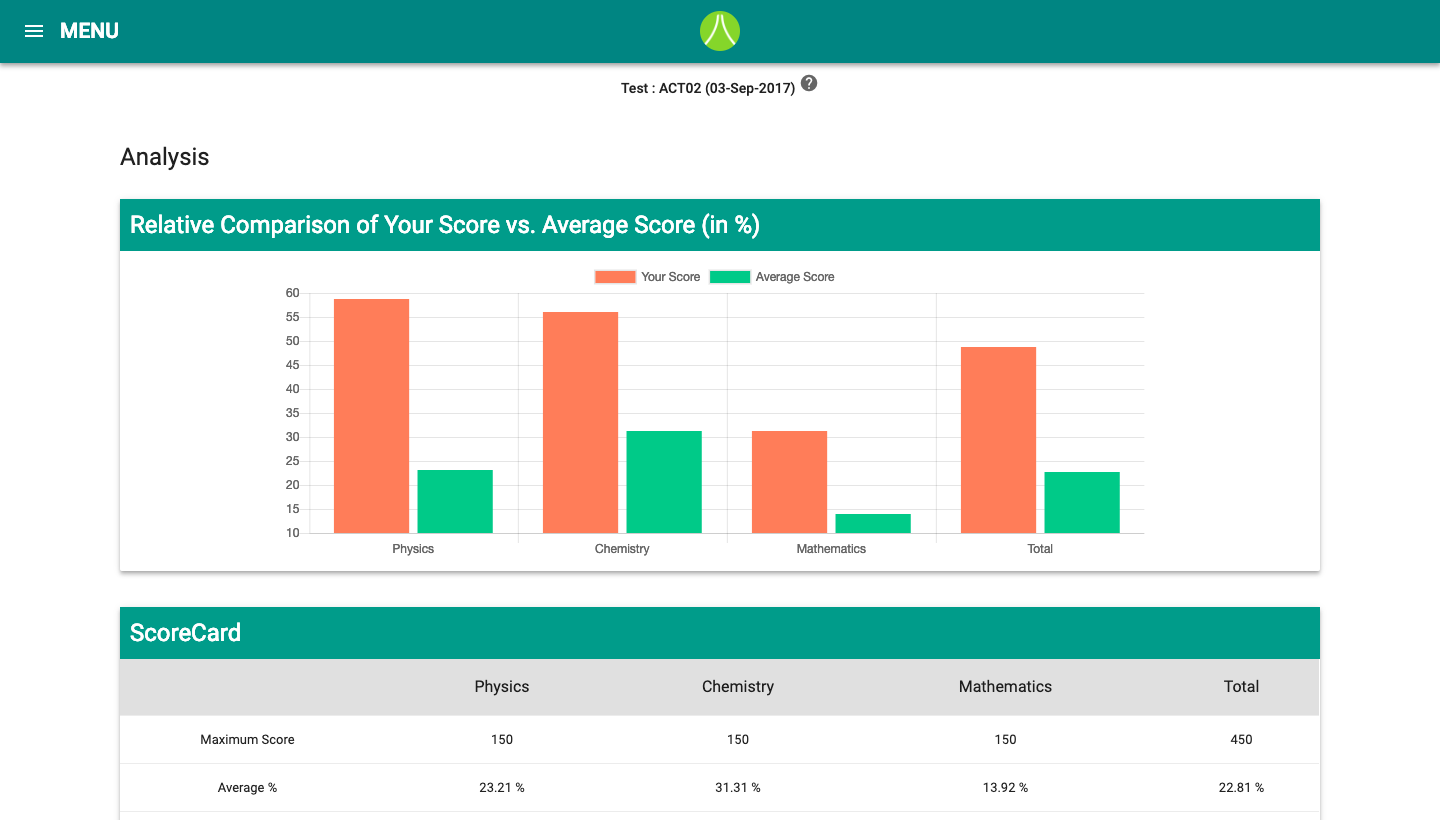 MENU
Test : ACT02 (03-Sep-2017) ?
Analysis
Relative Comparison of Your Score vs. Average Score (in %)
Your Score Average Score
60
55
50
45
40
35
30
25
20
15
10
Physics Chemistry Mathematics Total
ScoreCard
Physics Chemistry Mathematics Total
Maximum Score 150 150 150 450
Average % 23.21 % 31.31 % 13.92 % 22.81 %